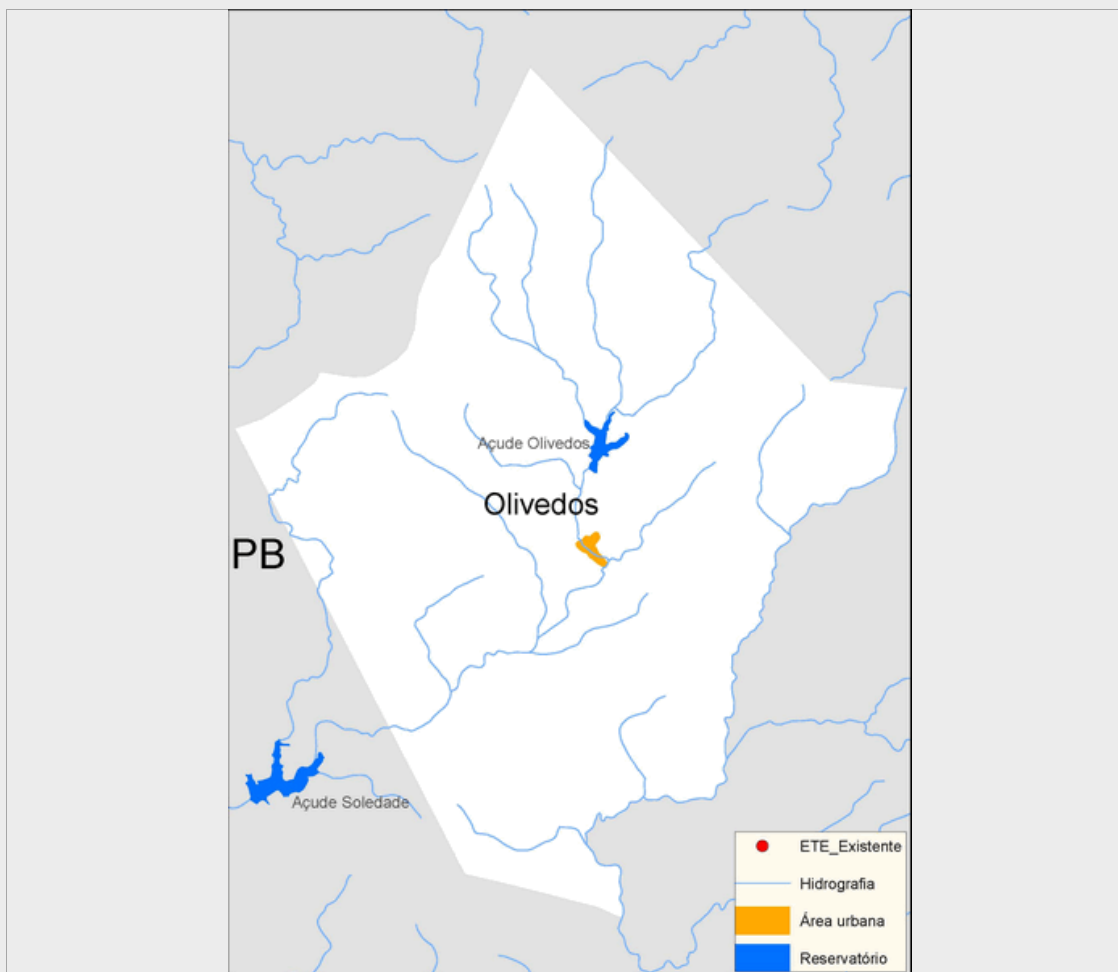 Açude Olivedos
Olivedos
PB
Açude Soledade
ETE_Existente
Hidrografia
Área urbana
Reservatório